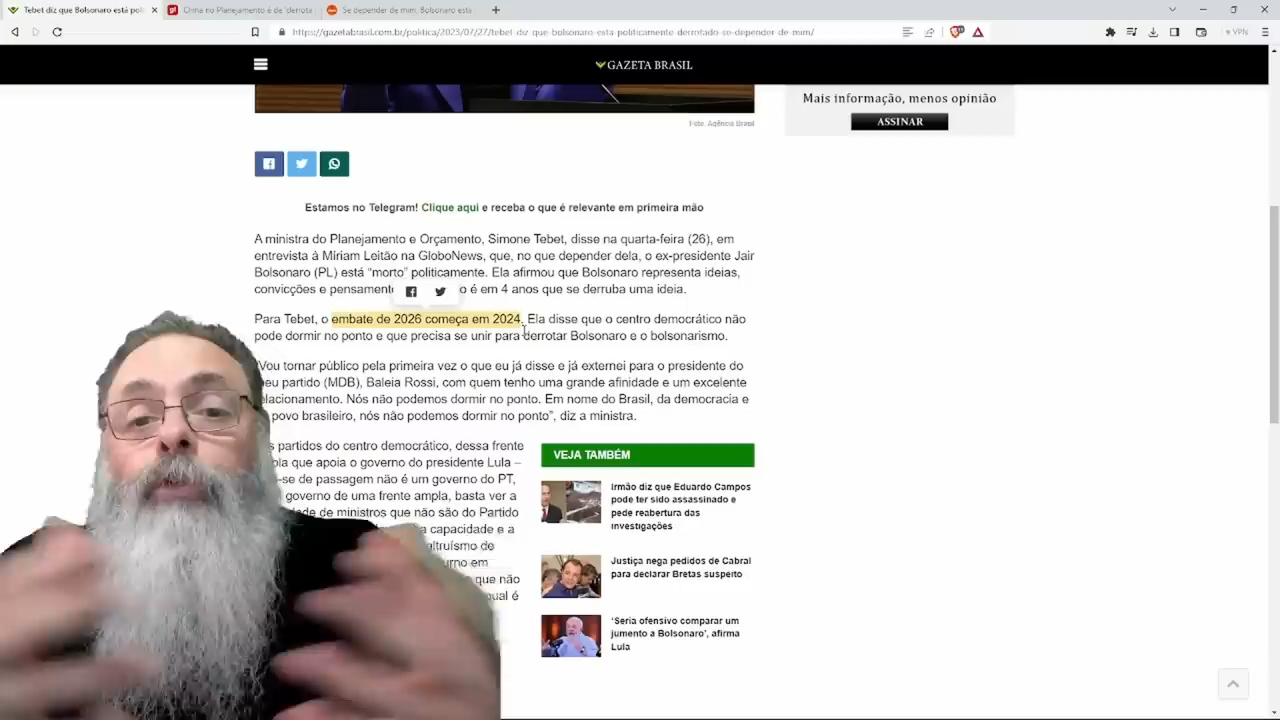 Tebet diz que Bolsonaro está pol
China no Planejamento é de 'derrota
Se depender de mim, Bolsonaro está
https://gazetabrasil.com.br/politica/2023/07/27/tebet-diz-que-bolsonaro-esta-politicamente-derrotado-se-depender-de-mim/
VPN
GAZETA BRASIL
Mais informação, menos opinião
ASSINAR
Foto: Agência Brasil
Estamos no Telegram! Clique aqui e receba o que é relevante em primeira mão
A ministra do Planejamento e Orçamento, Simone Tebet, disse na quarta-feira (26), em
entrevista à Míriam Leitão na GloboNews, que, no que depender dela, o ex-presidente Jair
Bolsonaro (PL) está “morto” politicamente. Ela afirmou que Bolsonaro representa ideias,
convicções e pensament o é em 4 anos que se derruba uma ideia.
Para Tebet, o embate de 2026 começa em 2024. Ela disse que o centro democrático não
pode dormir no ponto e que precisa se unir para derrotar Bolsonaro e o bolsonarismo.
Vou tornar público pela primeira vez o que eu já disse e já externei para o presidente do
eu partido (MDB), Baleia Rossi, com quem tenho uma grande afinidade e um excelente
elacionamento. Nós não podemos dormir no ponto. Em nome do Brasil, da democracia e
povo brasileiro, nós não podemos dormir no ponto”, diz a ministra.
s partidos do centro democrático, dessa frente
pla que apoia o governo do presidente Lula –
-se de passagem não é um governo do PT,
governo de uma frente ampla, basta ver a
dade de ministros que não são do Partido
a capacidade e a
altruísmo de
urno em
que não
ual é
VEJA TAMBÉM
Irmão diz que Eduardo Campos
pode ter sido assassinado e
pede reabertura das
investigações
Justiça nega pedidos de Cabral
para declarar Bretas suspeito
‘Seria ofensivo comparar um
jumento a Bolsonaro’, afirma
Lula